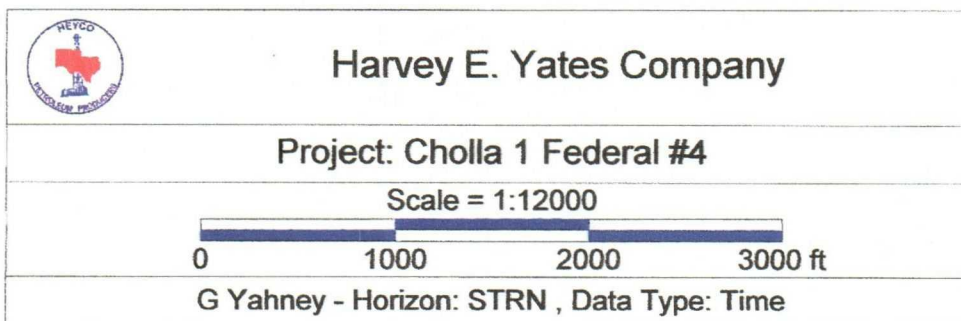 HEYCO
PETROLEUM PRODUCERS
Harvey E. Yates Company
Project: Cholla 1 Federal #4
Scale = 1:12000
0 1000 2000 3000 ft
G Yahney - Horizon: STRN , Data Type: Time